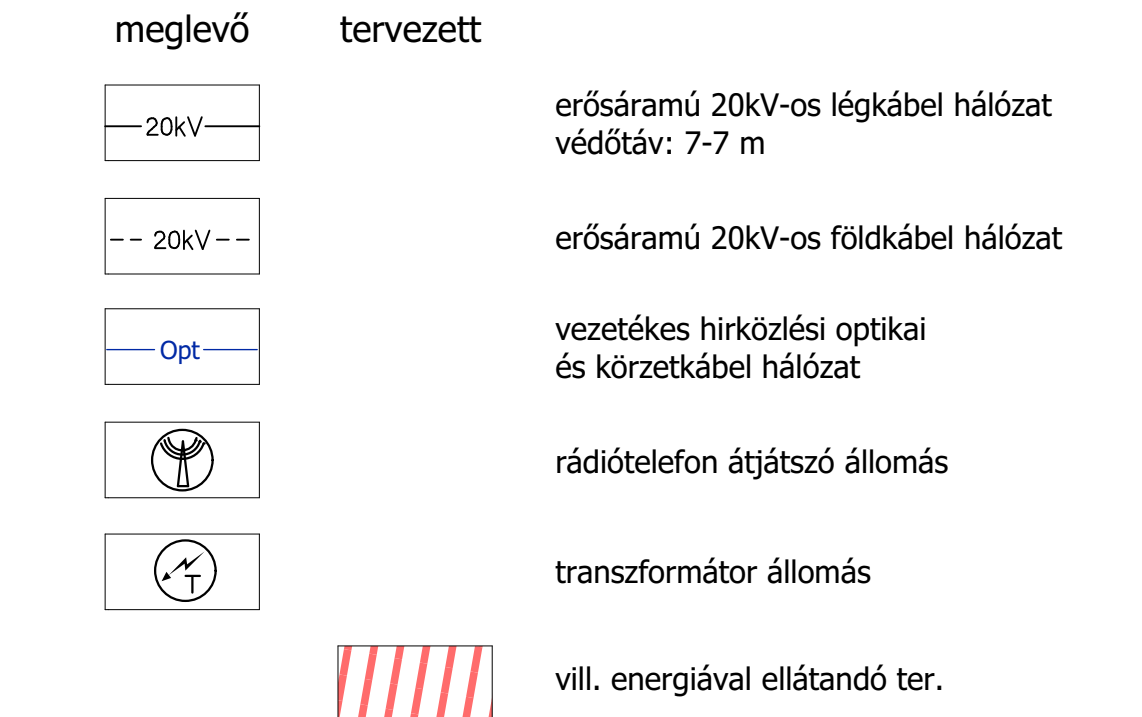 meglevő tervezett
20kV
erősáramú 20kV-os légkábel hálózat
védőtáv: 7-7 m
20kV
erősáramú 20kV-os földkábel hálózat
Opt
vezetékes hirközlési optikai
és körzetkábel hálózat
rádiótelefon átjátszó állomás
T
transzformátor állomás
vill. energiával ellátandó ter.